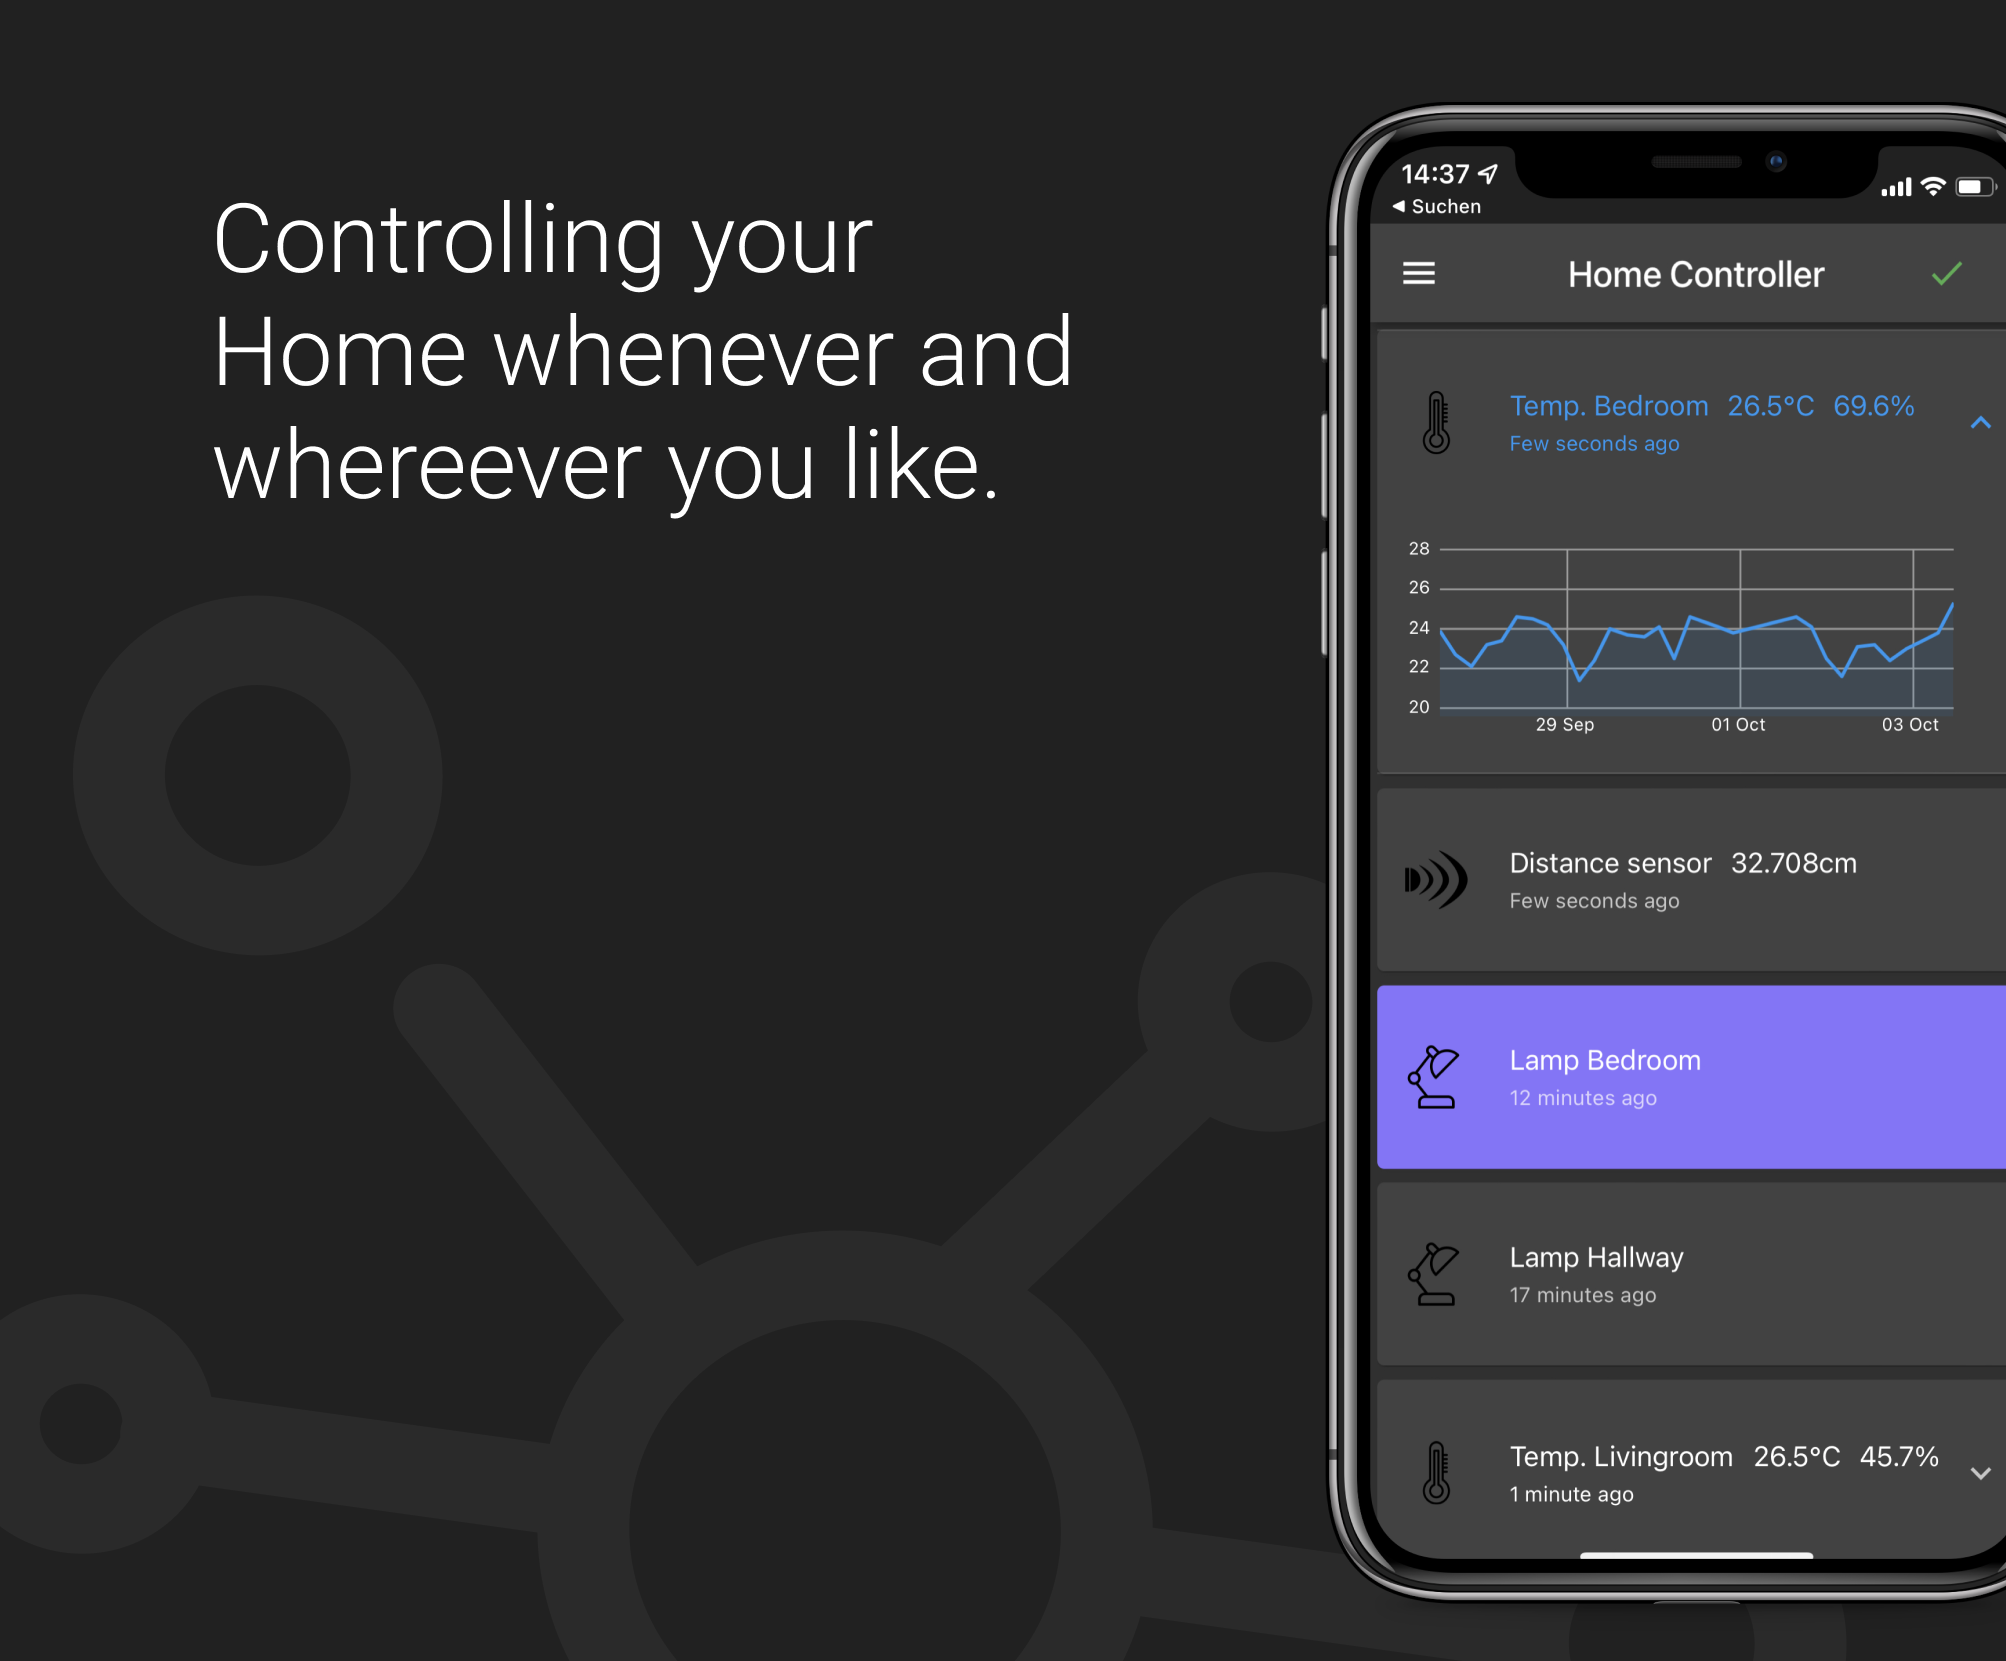 Controlling your
Home whenever and
whereever you like.
14:37
Suchen
Home Controller
Temp. Bedroom 26.5°C 69.6%
Few seconds ago
28
26
24
22
20
29 Sep 01 Oct 03 Oct
Distance sensor 32.708cm
Few seconds ago
Lamp Bedroom
12 minutes ago
Lamp Hallway
17 minutes ago
Temp. Livingroom 26.5°C 45.7%
1 minute ago